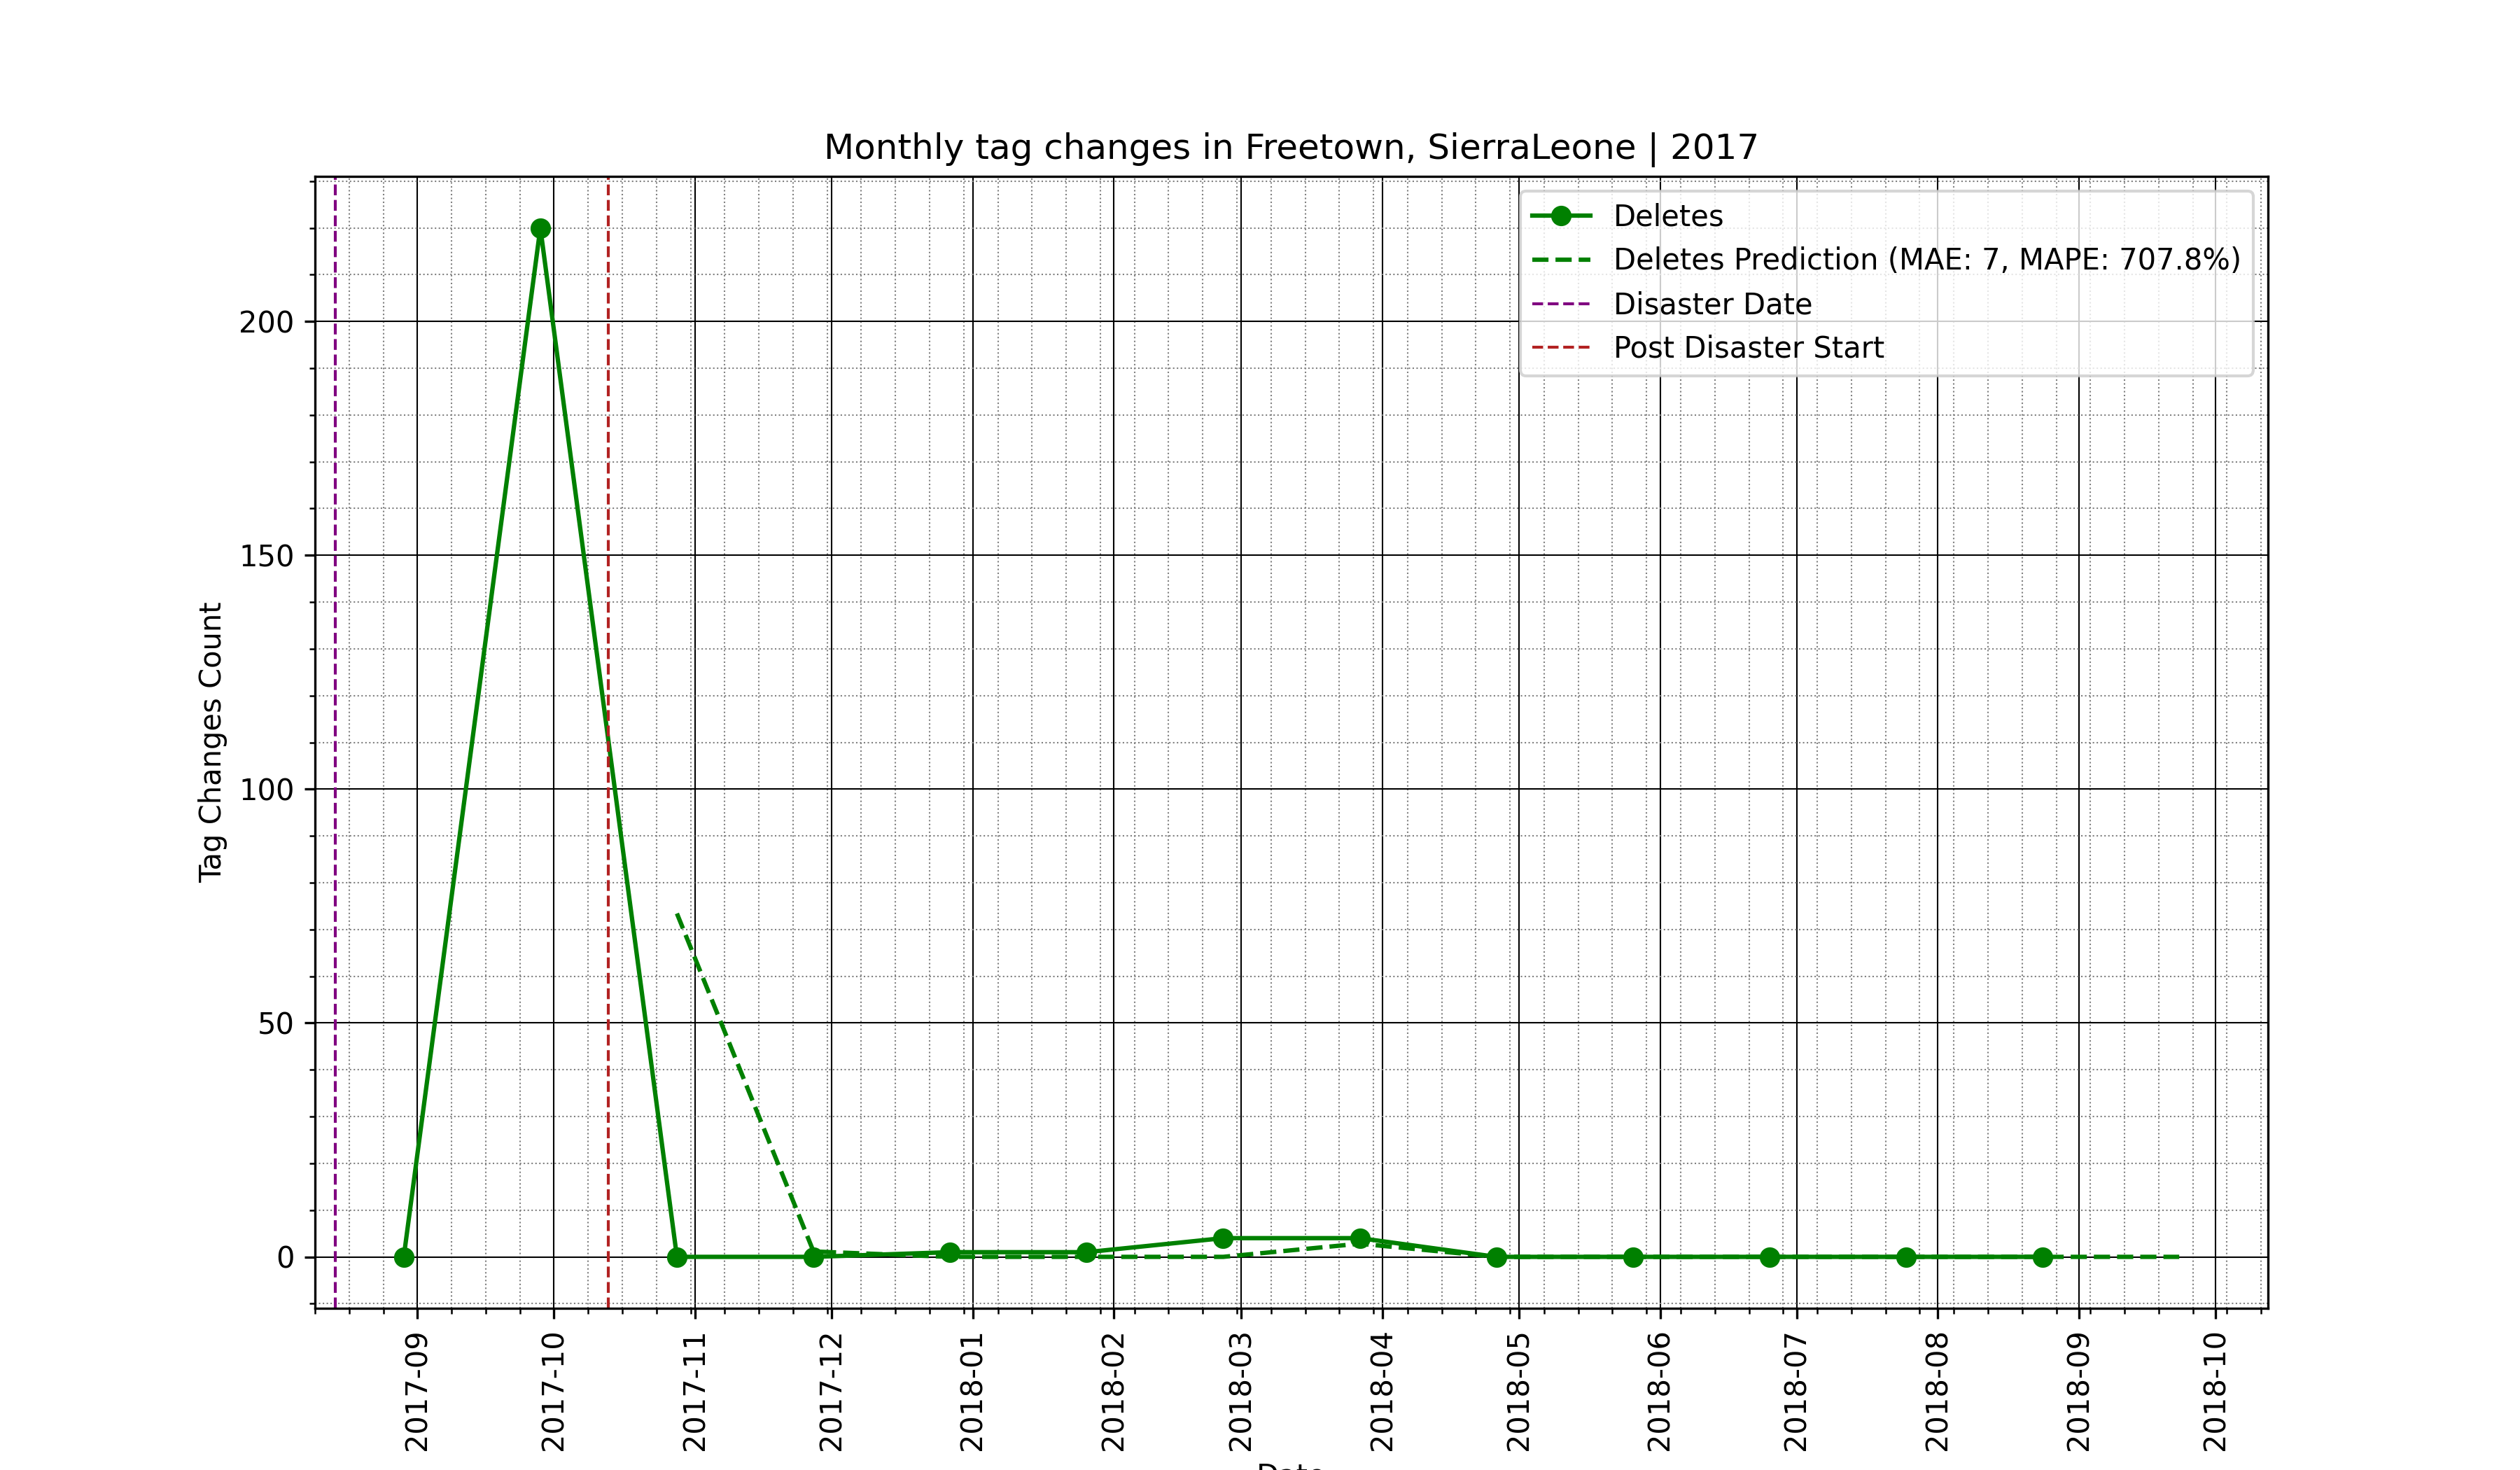 Monthly tag changes in Freetown, SierraLeone | 2017
Deletes
Deletes Prediction (MAE: 7, MAPE: 707.8%)
Disaster Date
Post Disaster Start
Tag Changes Count
200
150
100
50
0
2017-09
2017-10
2017-11
2017-12
2018-01
2018-02
2018-03
2018-04
2018-05
2018-06
2018-07
2018-08
2018-09
2018-10
Date